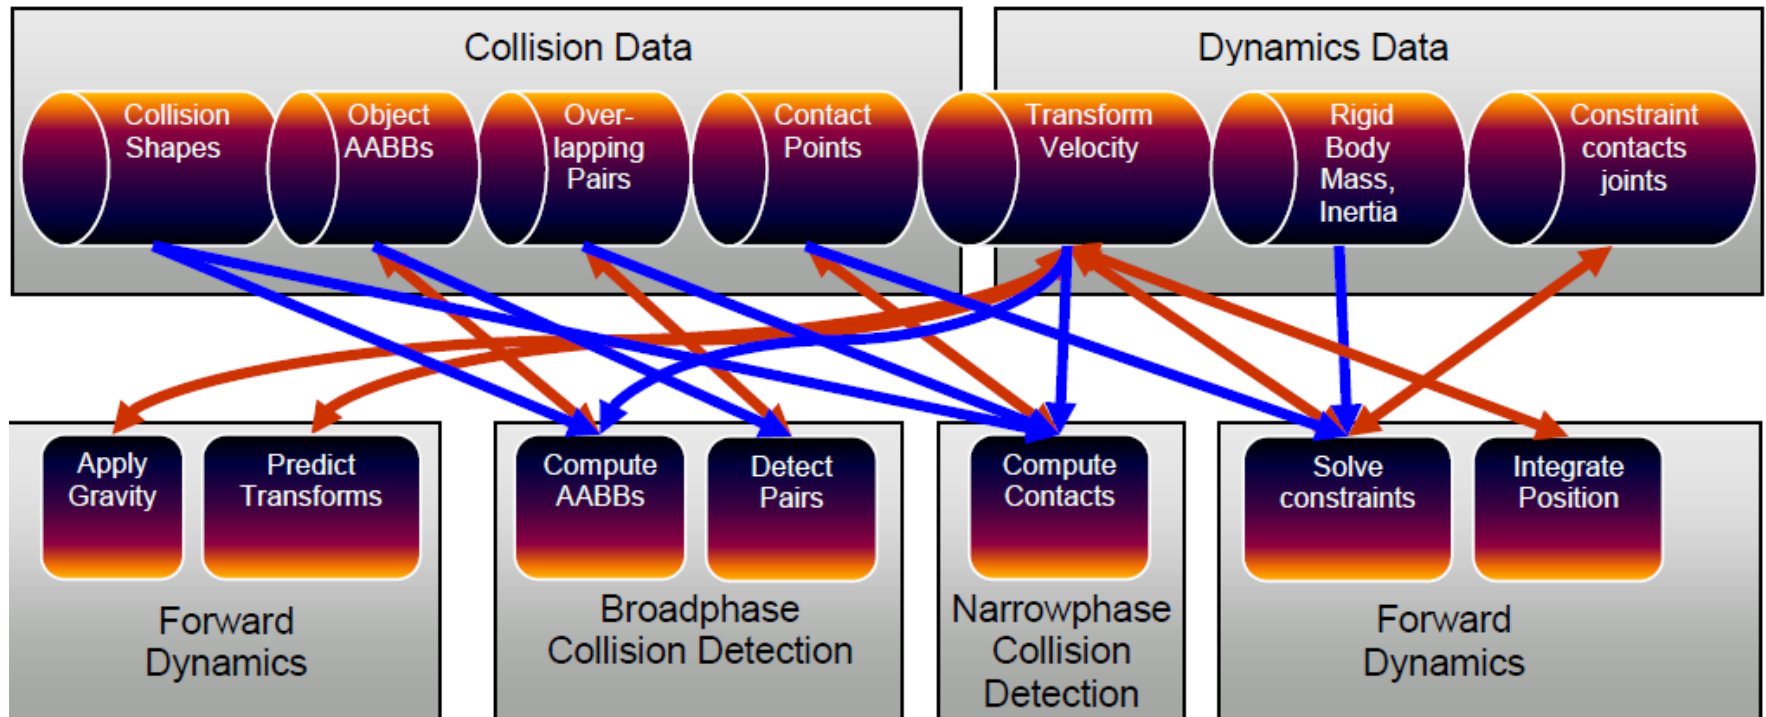 Collision Data
Dynamics Data
Collision
Shapes
Object
AABBs
Over-
lapping
Pairs
Contact
Points
Transform
Velocity
Rigid
Body
Mass,
Inertia
Constraint
contacts
joints
Apply
Gravity
Predict
Transforms
Forward
Dynamics
Compute
AABBs
Detect
Pairs
Broadphase
Collision Detection
Compute
Contacts
Narrowphase
Collision
Detection
Solve
constraints
Integrate
Position
Forward
Dynamics